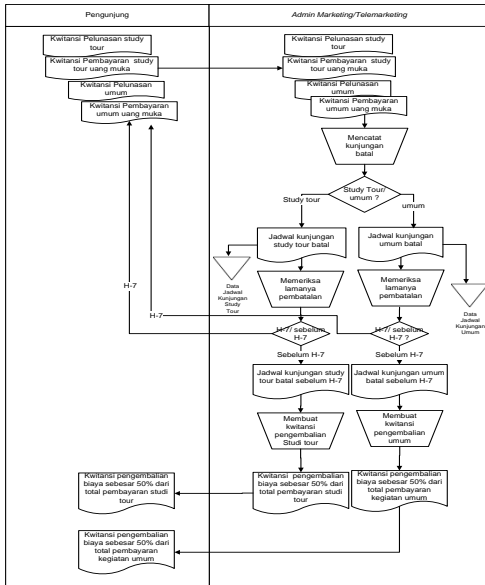 Pengunjung
Admin Marketing/Telemarketing
Kwitansi Pelunasan study
tour
Kwitansi Pembayaran study
tour uang muka
Kwitansi Pelunasan
umum
Kwitansi Pembayaran
umum uang muka
Kwitansi Pelunasan study
tour
Kwitansi Pembayaran study
tour uang muka
Kwitansi Pelunasan
umum
Kwitansi Pembayaran
umum uang muka
Mencatat
kunjungan
batal
Study Tour/
umum ?
Study tour
umum
Jadwal kunjungan
study tour batal
Jadwal kunjungan
umum batal
Data
Jadwal
Kunjungan
Study
Tour
Memeriksa
lamanya
pembatalan
Memeriksa
lamanya
pembatalan
Data
Jadwal
Kunjungan
Umum
H-7
H-7
H-7/ sebelum
H-7
H-7/ sebelum
H-7 ?
Sebelum H-7
Sebelum H-7
Jadwal kunjungan study
tour batal sebelum H-7
Jadwal kunjungan umum
batal sebelum H-7
Membuat
kwitansi
pengembalian
Studi tour
Membuat
kwitansi
pengembalian
umum
Kwitansi pengembalian
biaya sebesar 50% dari
total pembayaran studi
tour
Kwitansi pengembalian
biaya sebesar 50% dari
total pembayaran studi
tour
Kwitansi pengembalian
biaya sebesar 50% dari
total pembayaran
kegiatan umum
Kwitansi pengembalian
biaya sebesar 50% dari
total pembayaran
kegiatan umum